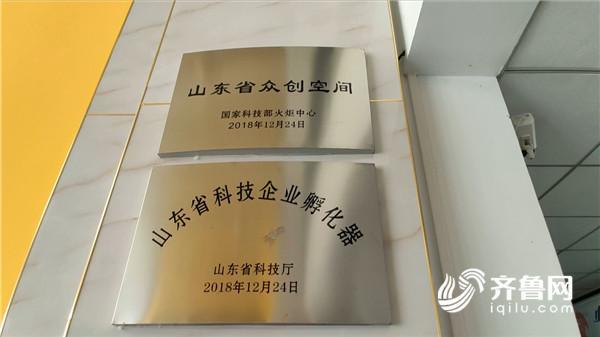 山东省众创空间
国家科技部火炬中心
2018年12月24日
山东省科技企业孵化器
山东省科技厅
2018年12月24日
齐鲁网
iqilu.com